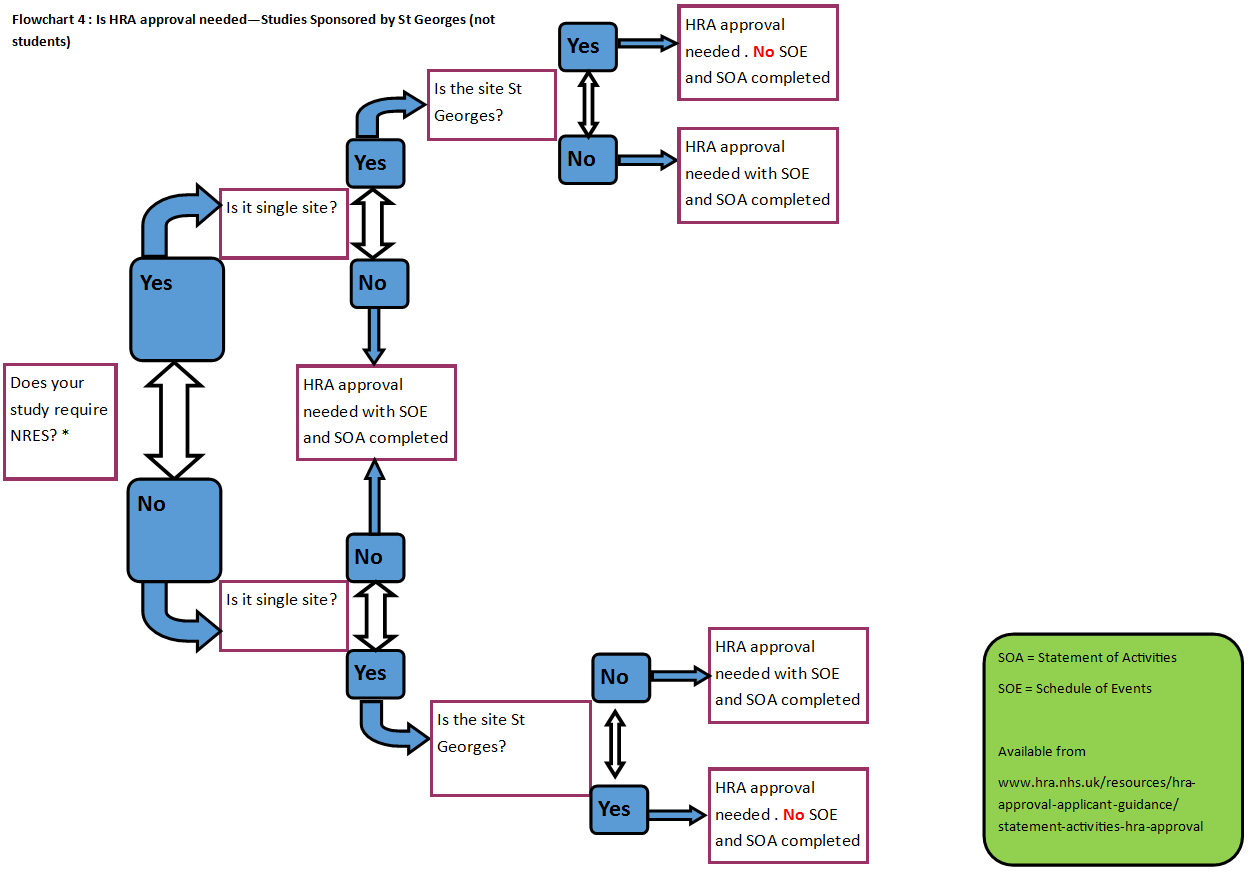 Flowchart 4 : Is HRA approval needed—Studies Sponsored by St Georges (not
students)
Yes
HRA approval
needed . No SOE
and SOA completed
Is the site St
Georges?
No
HRA approval
needed with SOE
and SOA completed
Yes
Is it single site?
No
Yes
HRA approval
needed with SOE
and SOA completed
Does your
study require
NRES? *
No
No
Is it single site?
Yes
Is the site St
Georges?
No
HRA approval
needed with SOE
and SOA completed
Yes
HRA approval
needed . No SOE
and SOA completed
SOA = Statement of Activities
SOE = Schedule of Events
Available from
www.hra.nhs.uk/resources/hra-
approval-applicant-guidance/
statement-activities-hra-approval